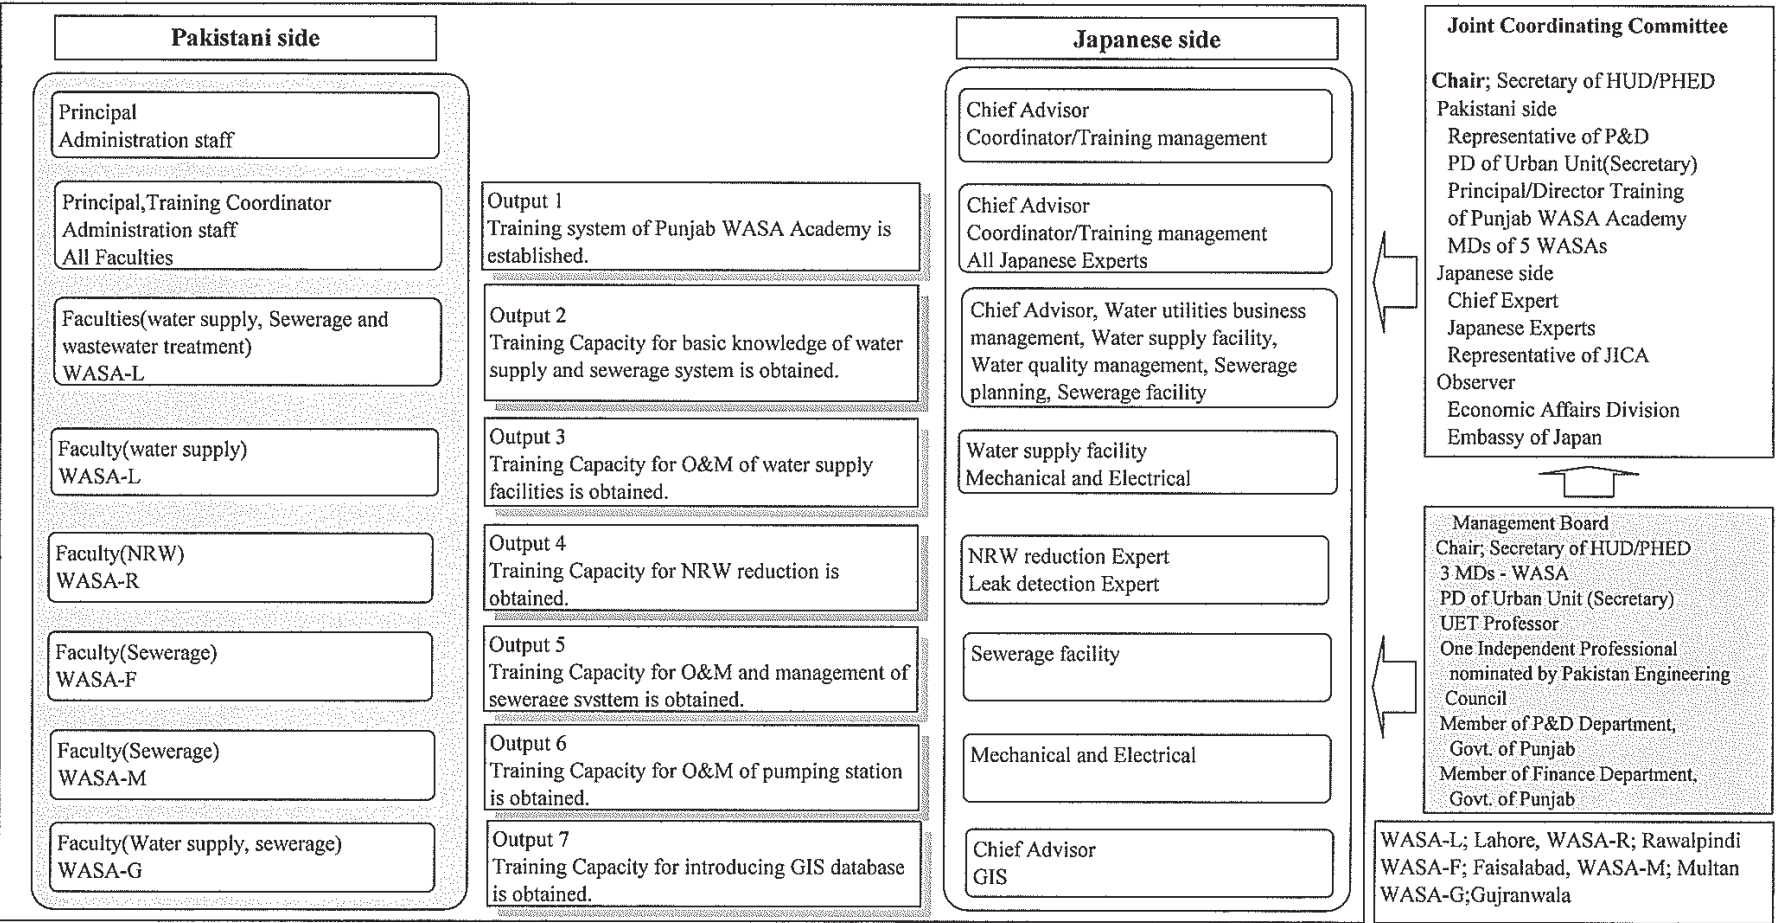 Pakistani side
Principal
Administration staff
Principal,Training Coordinator
Administration staff
All Faculties
Faculties(water supply, Sewerage and
wastewater treatment)
WASA-L
Faculty(water supply)
WASA-L
Faculty(NRW)
WASA-R
Faculty(Sewerage)
WASA-F
Faculty(Sewerage)
WASA-M
Faculty(Water supply, sewerage)
WASA-G
Output 1
Training system of Punjab WASA Academy is
established.
Output 2
Training Capacity for basic knowledge of water
supply and sewerage system is obtained.
Output 3
Training Capacity for O&M of water supply
facilities is obtained.
Output 4
Training Capacity for NRW reduction is
obtained.
Output 5
Training Capacity for O&M and management of
sewerage systtem is obtained.
Output 6
Training Capacity for O&M of pumping station
is obtained.
Output 7
Training Capacity for introducing GIS database
is obtained.
Japanese side
Chief Advisor
Coordinator/Training management
Chief Advisor
Coordinator/Training management
All Japanese Experts
Chief Advisor, Water utilities business
management, Water supply facility,
Water quality management, Sewerage
planning, Sewerage facility
Water supply facility
Mechanical and Electrical
NRW reduction Expert
Leak detection Expert
Sewerage facility
Mechanical and Electrical
Chief Advisor
GIS
Joint Coordinating Committee
Chair; Secretary of HUD/PHED
Pakistani side
Representative of P&D
PD of Urban Unit(Secretary)
Principal/Director Training
of Punjab WASA Academy
MDs of 5 WASAs
Japanese side
Chief Expert
Japanese Experts
Representative of JICA
Observer
Economic Affairs Division
Embassy of Japan
Management Board
Chair; Secretary of HUD/PHED
3 MDs - WASA
PD of Urban Unit (Secretary)
UET Professor
One Independent Professional
nominated by Pakistan Engineering
Council
Member of P&D Department,
Govt. of Punjab
Member of Finance Department,
Govt. of Punjab
WASA-L; Lahore, WASA-R; Rawalpindi
WASA-F; Faisalabad, WASA-M; Multan
WASA-G;Gujranwala